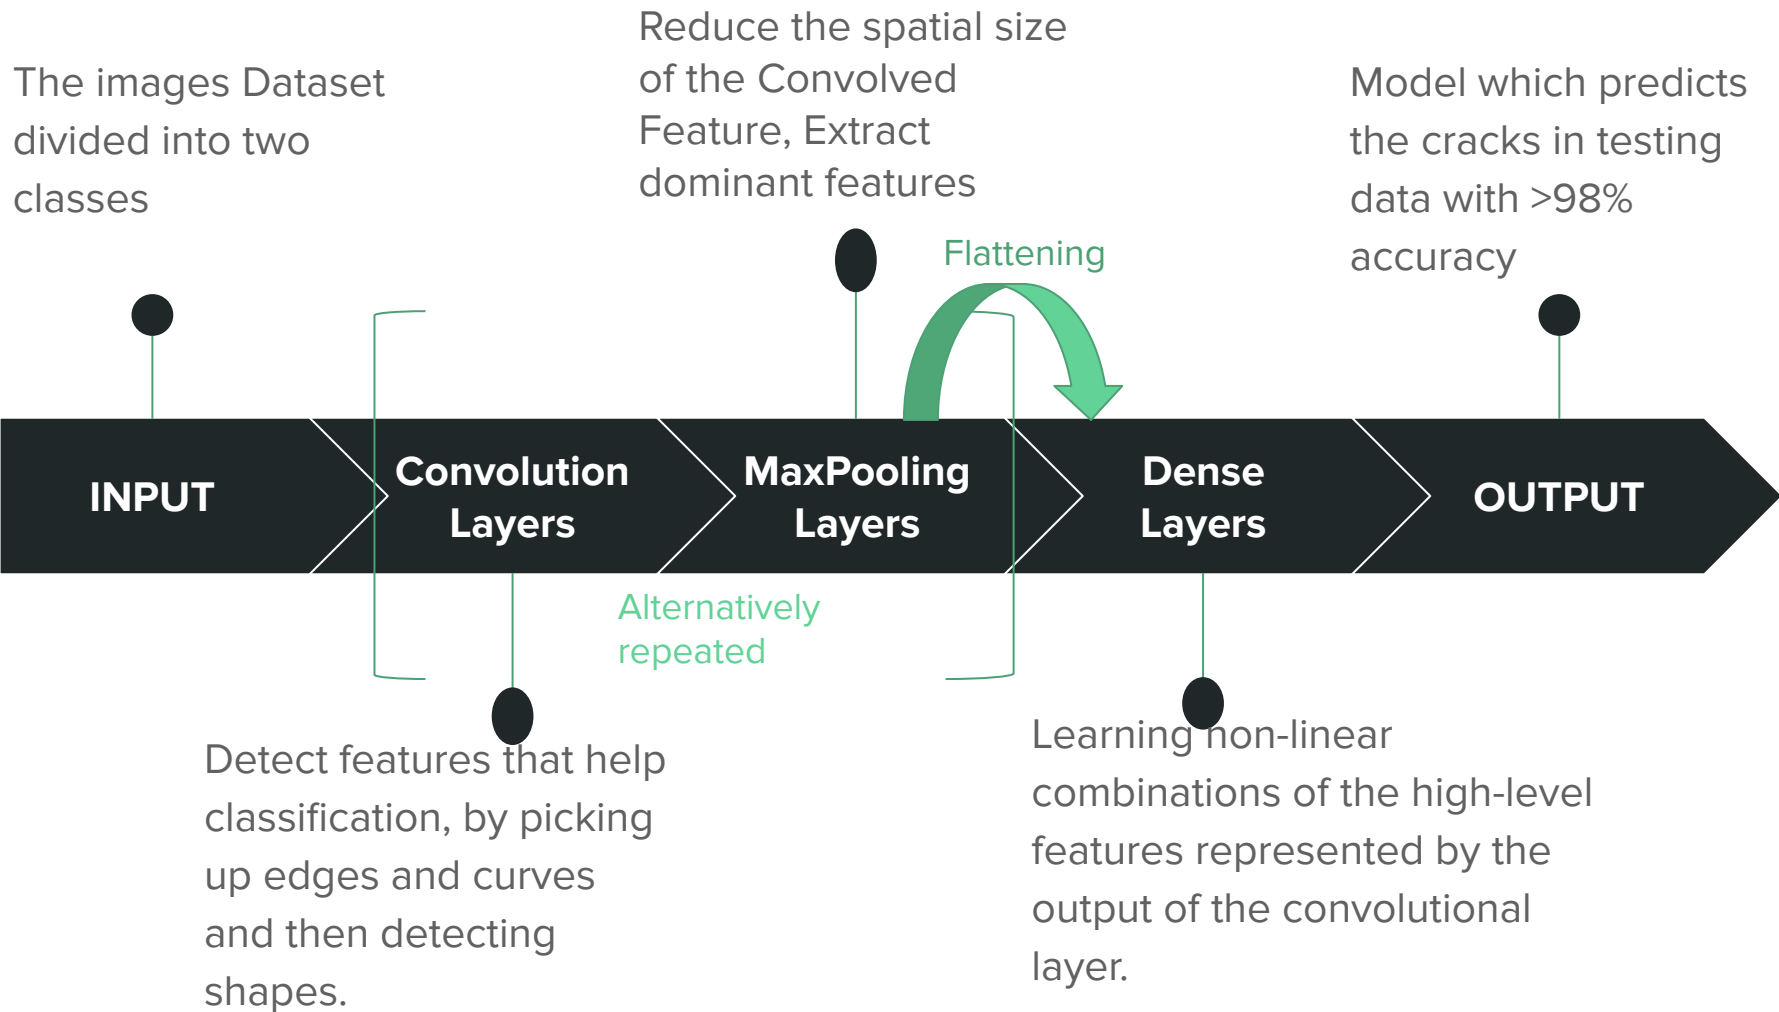 The images Dataset
divided into two
classes
Reduce the spatial size
of the Convolved
Feature, Extract
dominant features
Model which predicts
the cracks in testing
data with >98%
accuracy
Flattening
INPUT
Convolution
Layers
MaxPooling
Layers
Dense
Layers
OUTPUT
Alternatively
repeated
Detect features that help
classification, by picking
up edges and curves
and then detecting
shapes.
Learning non-linear
combinations of the high-level
features represented by the
output of the convolutional
layer.